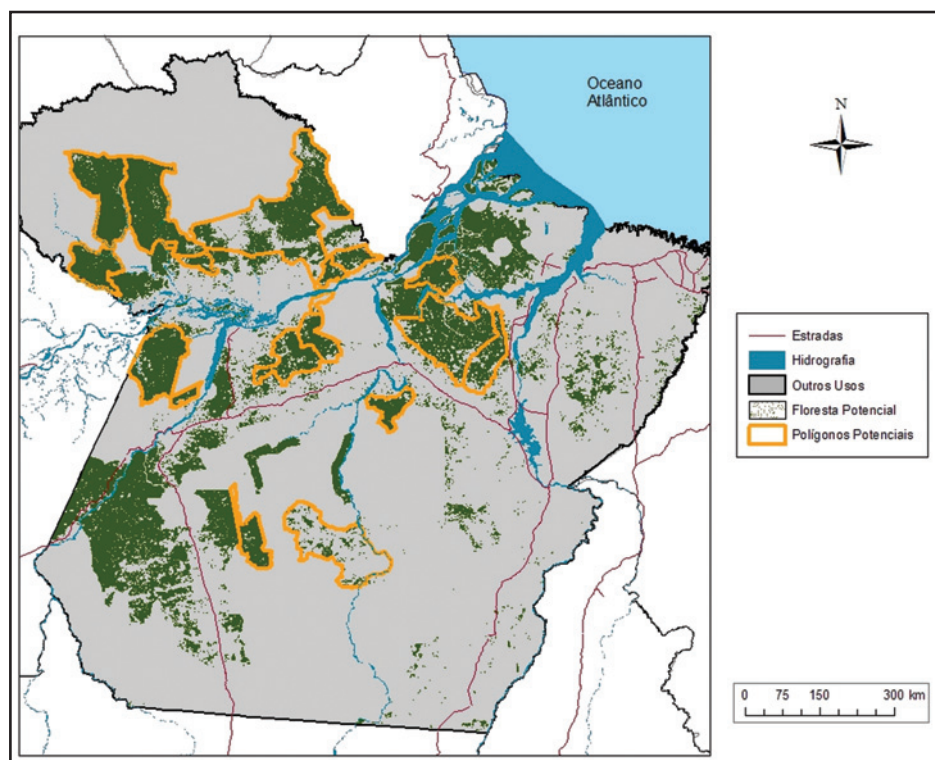 Oceano
Atlântico
N
Estradas
Hidrografia
Outros Usos
Floresta Potencial
Polígonos Potenciais
0 75 150 300 km